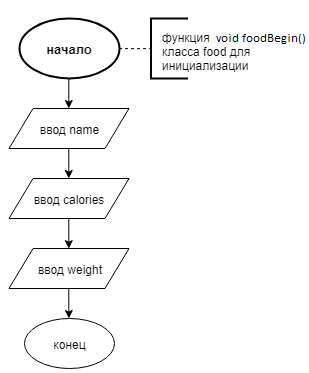 начало
функция void foodBegin()
класса food для
инициализации
ввод name
ввод calories
ввод weight
конец